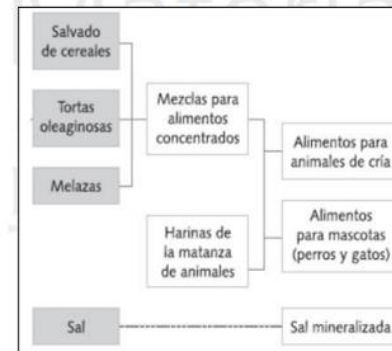 Salvado
de cereales
Tortas
oleaginosas
Melazas
Mezclas para
alimentos
concentrados
Harinas de
la matanza
de animales
Alimentos para
animales de cría
Alimentos
para mascotas
(perros y gatos)
Sal
Sal mineralizada